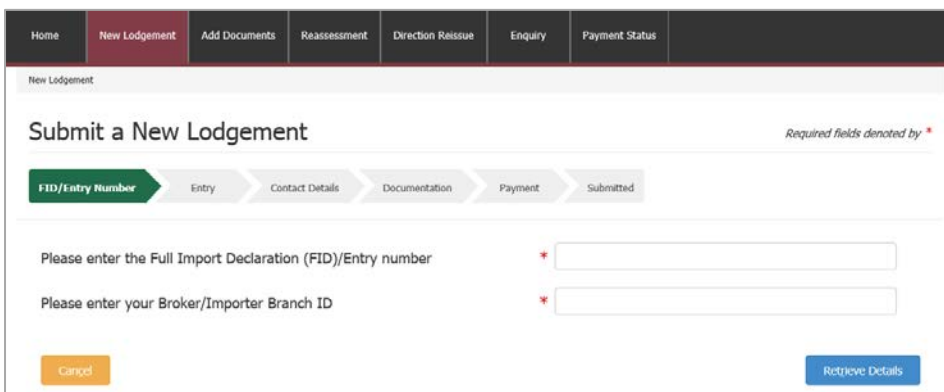 Home New Lodgement Add Documents Reassessment Direction Reissue Enquiry Payment Status
New Lodgement
Submit a New Lodgement Required fields denoted by *
FID/Entry Number Entry Contact Details Documentation Payment Submitted
Please enter the Full Import Declaration (FID)/Entry number *
Please enter your Broker/Importer Branch ID *
Cancel Retrieve Details